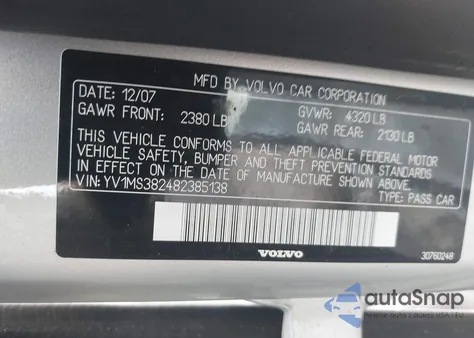 MFD BY VOLVO CAR CORPORATION
DATE: 12/07 GVWR: 4320 LB
GAWR FRONT: 2380 LB GAWR REAR: 2130 LB
THIS VEHICLE CONFORMS TO ALL APPLICABLE FEDERAL MOTOR
VEHICLE SAFETY, BUMPER AND THEFT PREVENTION STANDARDS
IN EFFECT ON THE DATE OF MANUFACTURE SHOWN ABOVE
VIN: YV1MS382482385138 TYPE: PASS CAR
VOLVO 30760248
autoSnap